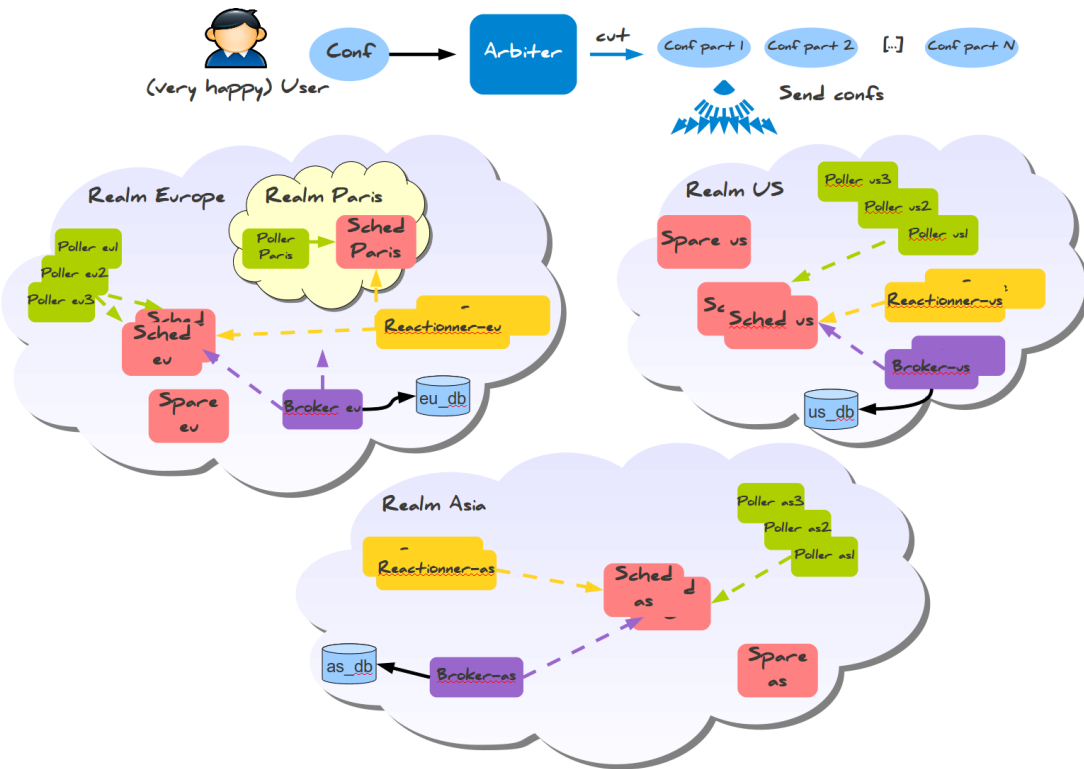 Conf
Arbiter
cut
Conf part 1
Conf part 2
[...]
Conf part N
(very happy) User
Send confs
Realm Europe
Realm Paris
Poller Paris
Sched Paris
Poller eu1
Poller eu2
Poller eu3
Sched
Sched eu
Reactionner-eu
Broker eu
eu_db
Spare eu
Realm US
Poller us3
Poller us2
Poller us1
Spare us
Sched us
Reactionner-us
Broker-us
us_db
Realm Asia
Poller as3
Poller as2
Poller as1
Reactionner-as
Sched as
as_db
Broker-as
Spare as